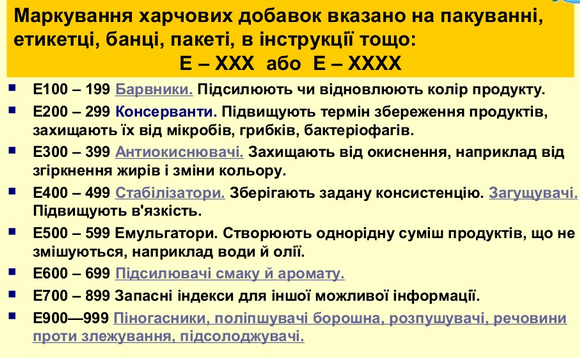 Маркування харчових добавок вказано на пакуванні,
етикетці, банці, пакеті, в інструкції тощо:
Е – ХХХ або Е – ХХХХ
Е100 – 199 Барвники. Підсилюють чи відновлюють колір продукту.
Е200 – 299 Консерванти. Підвищують термін збереження продуктів,
захищають їх від мікробів, грибків, бактеріофагів.
Е300 – 399 Антиокиснювачі. Захищають від окиснення, наприклад від
згіркнення жирів і зміни кольору.
Е400 – 499 Стабілізатори. Зберігають задану консистенцію. Загущувачі.
Підвищують в'язкість.
Е500 – 599 Емульгатори. Створюють однорідну суміш продуктів, що не
змішуються, наприклад води й олії.
Е600 – 699 Підсилювачі смаку й аромату.
Е700 – 899 Запасні індекси для іншої можливої інформації.
Е900—999 Піногасники, поліпшувачі борошна, розпушувачі, речовини
проти злежування, підсолоджувачі.